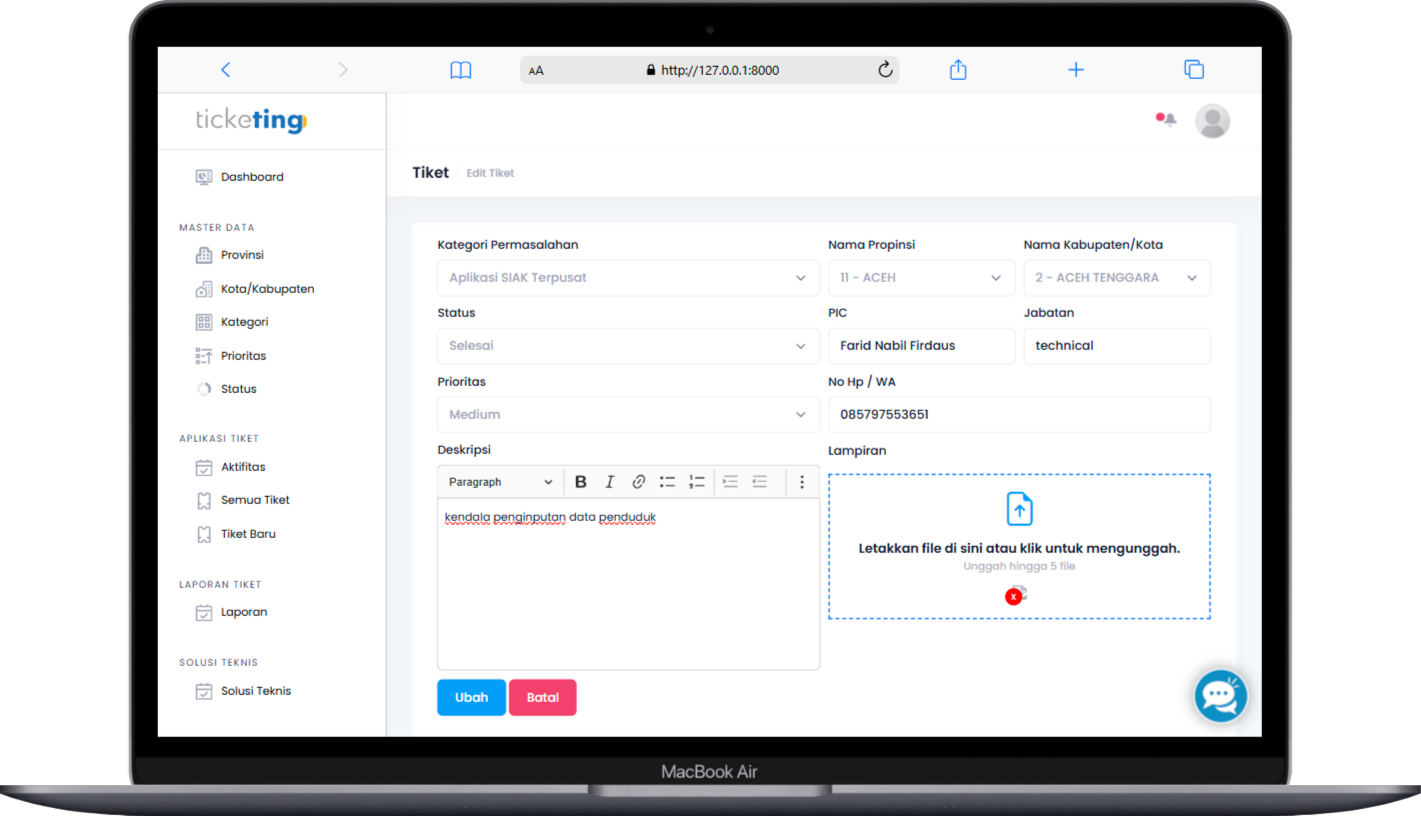 AA
http://127.0.0.1:8000
ticketing
Dashboard
MASTER DATA
Provinsi
Kota/Kabupaten
Kategori
Prioritas
Status
APLIKASI TIKET
Aktifitas
Semua Tiket
Tiket Baru
LAPORAN TIKET
Laporan
SOLUSI TEKNIS
Solusi Teknis
Tiket Edit Tiket
Kategori Permasalahan
Aplikasi SIAK Terpusat
Nama Propinsi
11 - ACEH
Nama Kabupaten/Kota
2 - ACEH TENGGARA
Status
Selesai
PIC
Farid Nabil Firdaus
Jabatan
technical
Prioritas
Medium
No Hp / WA
085797553651
Deskripsi
Paragraph B I
kendala penginputan data penduduk
Lampiran
Letakkan file di sini atau klik untuk mengunggah.
Unggah hingga 5 file
x
Ubah Batal
MacBook Air